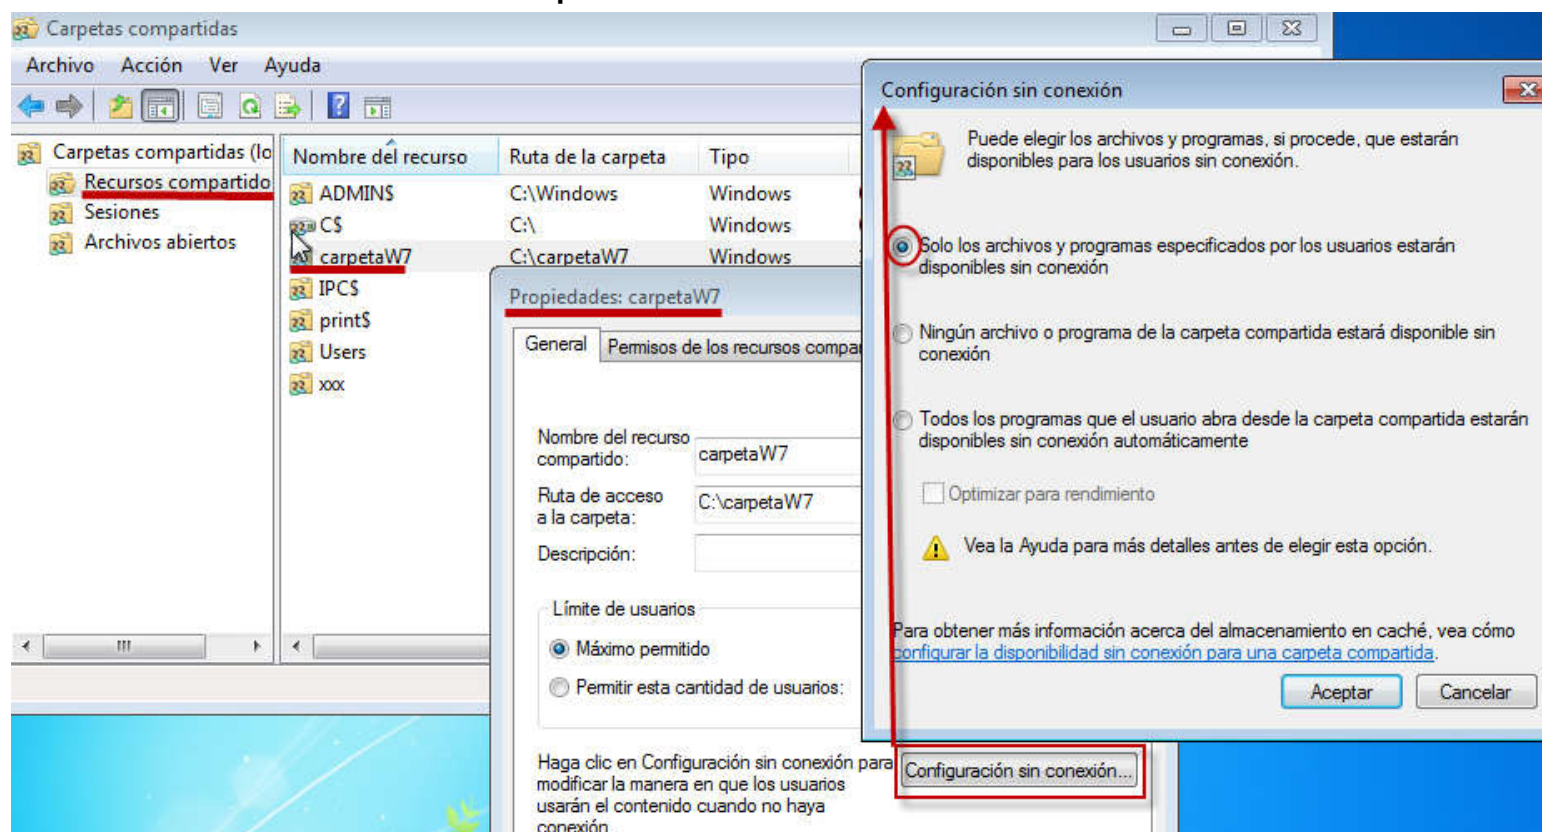 Carpetas compartidas
Archivo Acción Ver Ayuda
Carpetas compartidas (lo
Recursos compartido
Sesiones
Archivos abiertos
Nombre del recurso Ruta de la carpeta Tipo
ADMIN$ C:\Windows Windows
C$ C:\ Windows
carpetaW7 C:\carpetaW7 Windows
IPC$
print$
Users
xxx
Propiedades: carpetaW7
General Permisos de los recursos compa
Nombre del recurso
compartido: carpetaW7
Ruta de acceso
a la carpeta: C:\carpetaW7
Descripción:
Límite de usuarios
Máximo permitido
Permitir esta cantidad de usuarios:
Haga clic en Configuración sin conexión para
modificar la manera en que los usuarios
usarán el contenido cuando no haya
conexión
Configuración sin conexión...
Configuración sin conexión
Puede elegir los archivos y programas, si procede, que estarán
disponibles para los usuarios sin conexión.
Solo los archivos y programas especificados por los usuarios estarán
disponibles sin conexión
Ningún archivo o programa de la carpeta compartida estará disponible sin
conexión
Todos los programas que el usuario abra desde la carpeta compartida estarán
disponibles sin conexión automáticamente
Optimizar para rendimiento
Vea la Ayuda para más detalles antes de elegir esta opción.
Para obtener más información acerca del almacenamiento en caché, vea cómo
configurar la disponibilidad sin conexión para una carpeta compartida.
Aceptar Cancelar